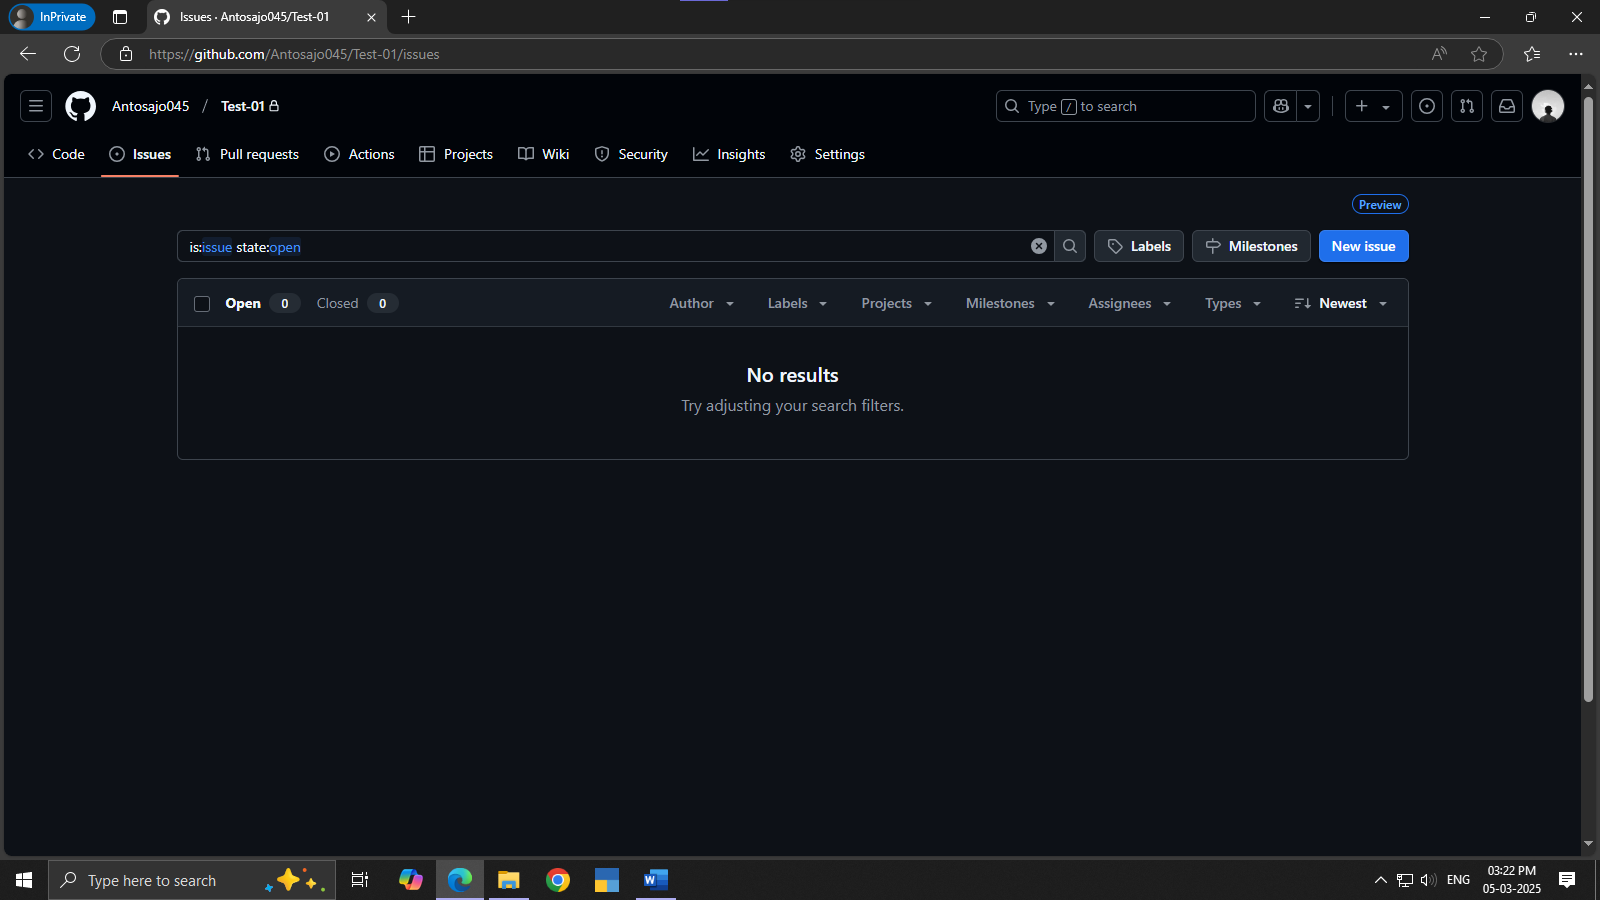 InPrivate
Issues · Antosajo045/Test-01
https://github.com/Antosajo045/Test-01/issues
Antosajo045 / Test-01
Type / to search
Code
Issues
Pull requests
Actions
Projects
Wiki
Security
Insights
Settings
Preview
is:issue state:open
Labels
Milestones
New issue
Open 0
Closed 0
Author
Labels
Projects
Milestones
Assignees
Types
Newest
No results
Try adjusting your search filters.
Type here to search
ENG
03:22 PM
05-03-2025